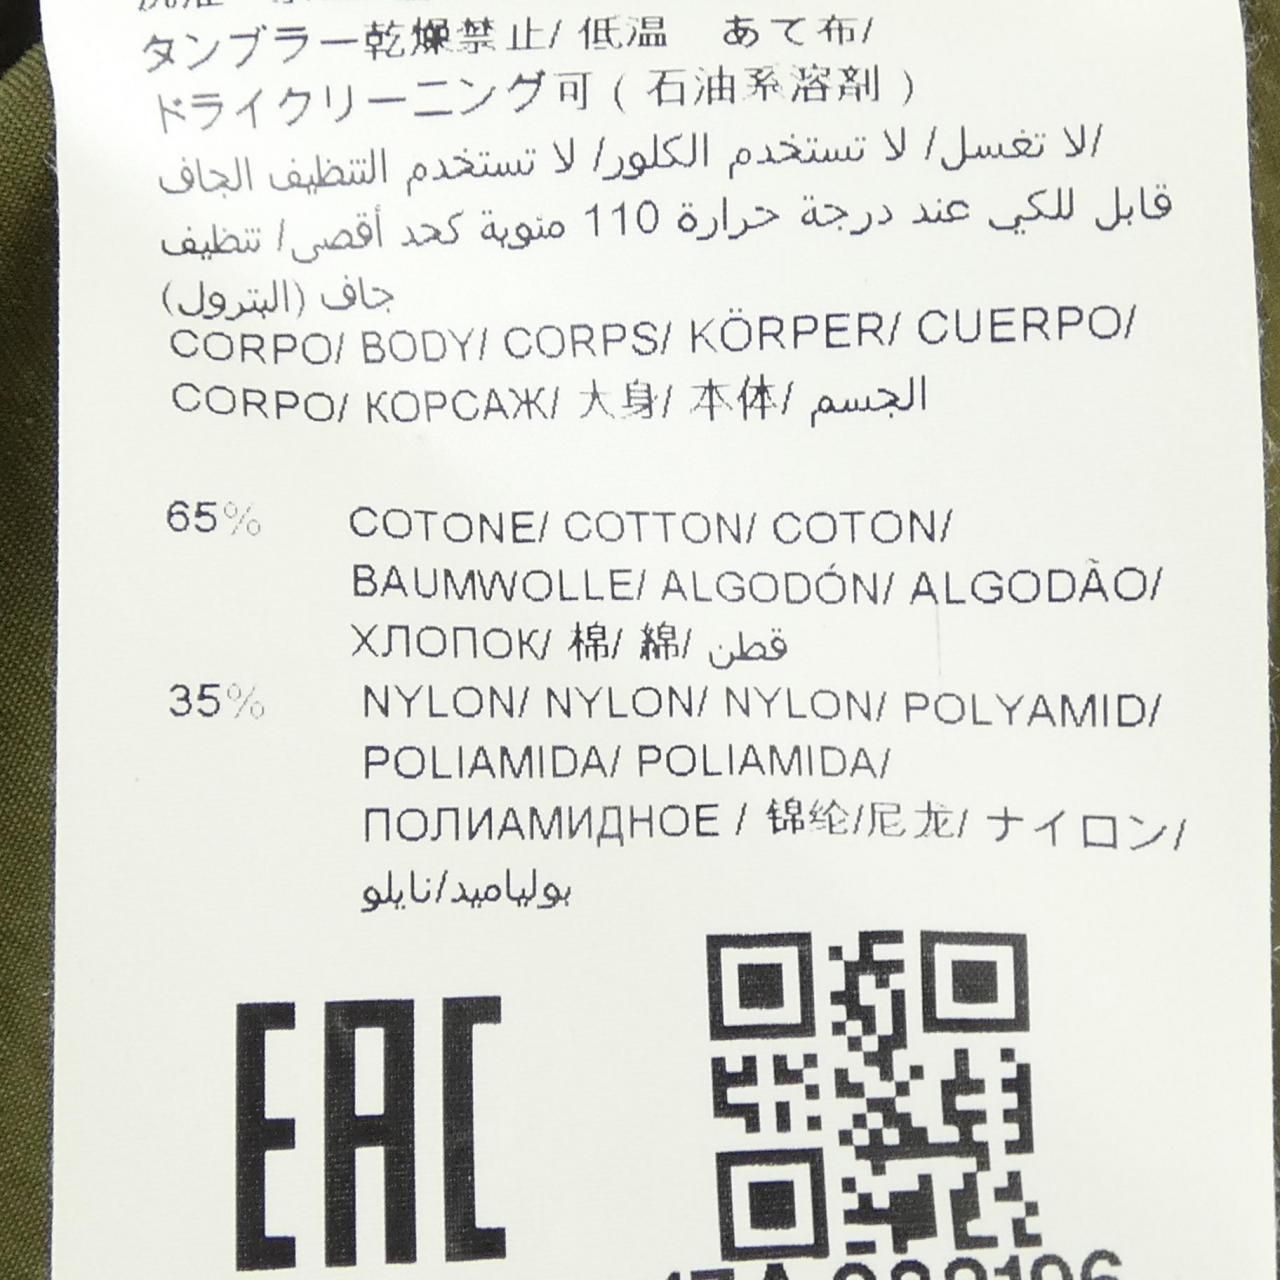 タンブラー乾燥禁止/ 低温 あて布/
ドライクリーニング可 ( 石油系溶剤 )
لا تغسل/ لا تستخدم الكلور/ لا تستخدم التنظيف الجاف/
قابل للكي عند درجة حرارة 110 مئوية كحد أقصى/ تنظيف
جاف (البترول)
CORPO/ BODY/ CORPS/ KÖRPER/ CUERPO/
CORPO/ КОРСАЖ/ 大身/ 本体/ الجسم
65% COTONE/ COTTON/ COTON/
BAUMWOLLE/ ALGODÓN/ ALGODÃO/
ХЛОПОК/ 棉/ 綿/ قطن
35% NYLON/ NYLON/ NYLON/ POLYAMID/
POLIAMIDA/ POLIAMIDA/
ПОЛИАМИДНОЕ / 锦纶/尼龙/ ナイロン/
بولياميد/نايلو
EAC